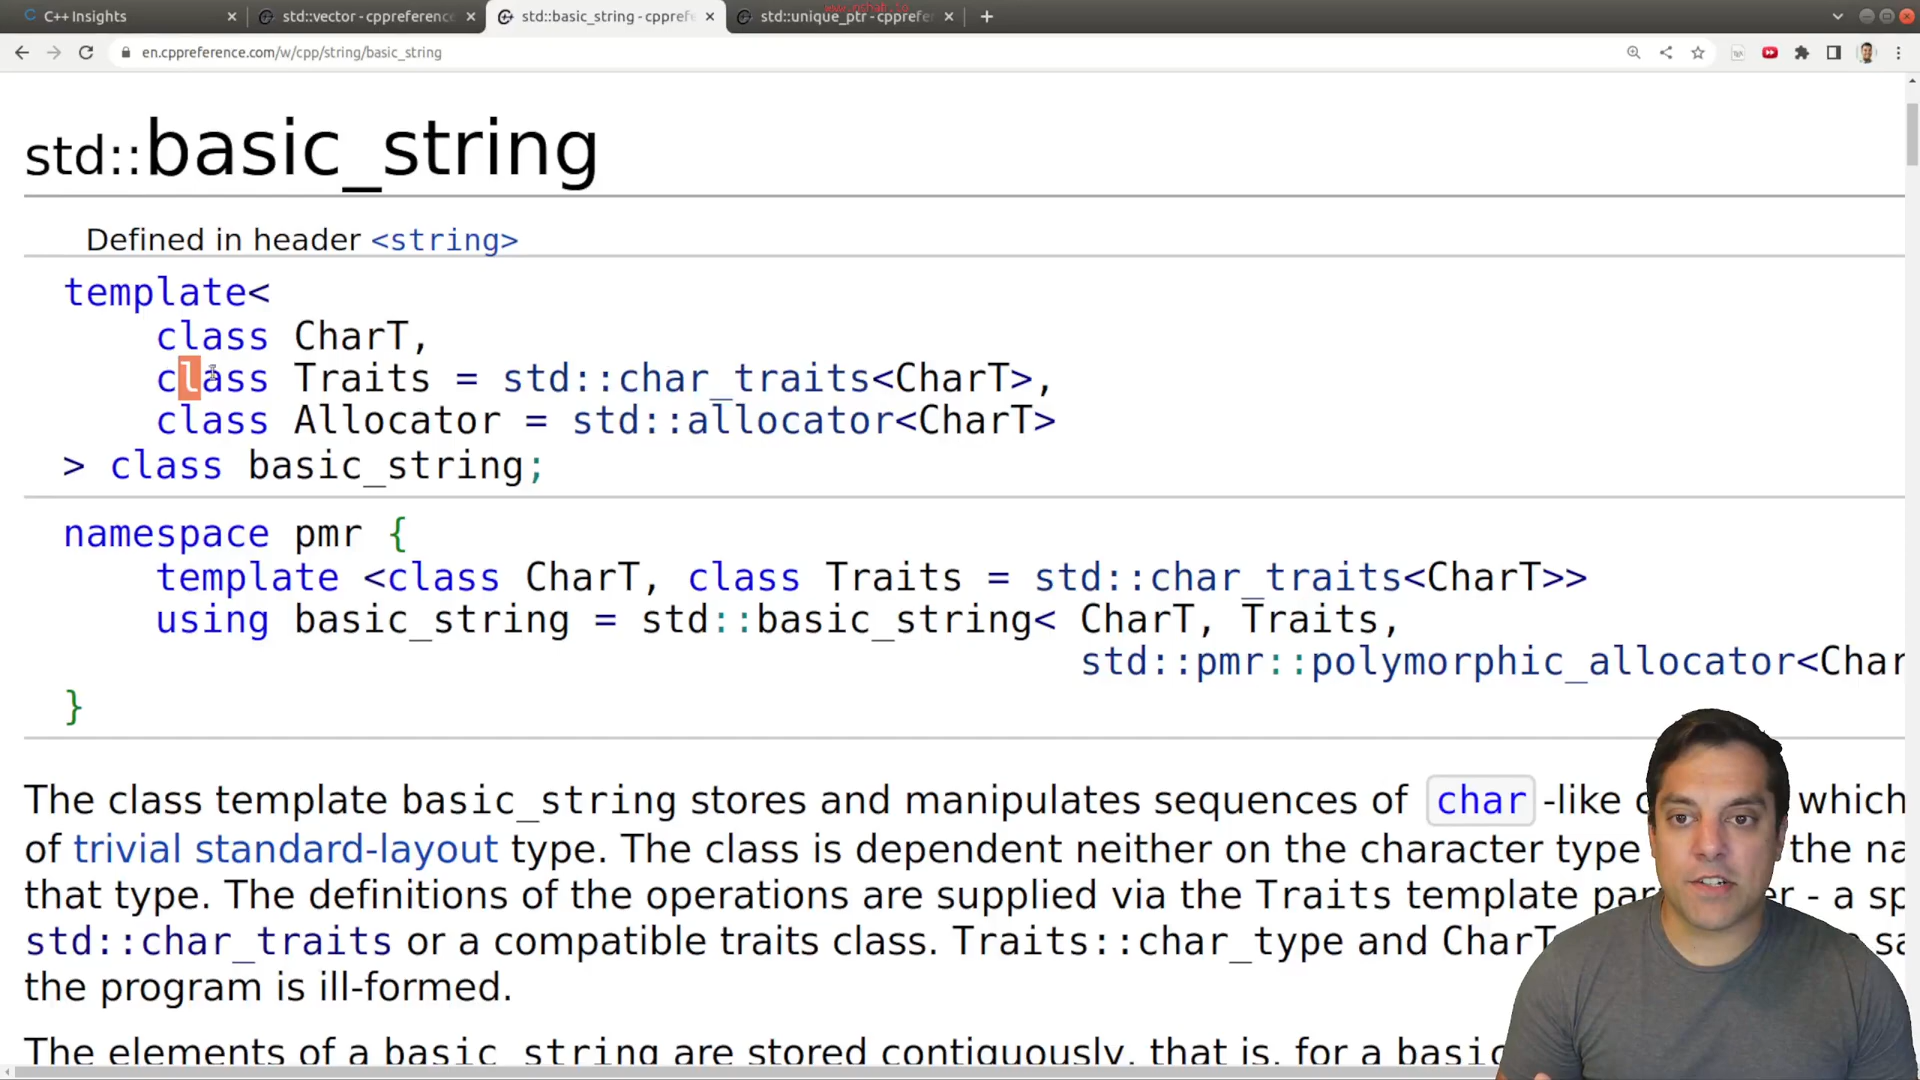 www.mshah.io
C++ Insights
std::vector - cppreference
std::basic_string - cppref
std::unique_ptr - cpprefer
en.cppreference.com/w/cpp/string/basic_string
std::basic_string
Defined in header <string>
template<
class CharT,
class Traits = std::char_traits<CharT>,
class Allocator = std::allocator<CharT>
> class basic_string;
namespace pmr {
template <class CharT, class Traits = std::char_traits<CharT>>
using basic_string = std::basic_string< CharT, Traits,
std::pmr::polymorphic_allocator<Char
}
The class template basic_string stores and manipulates sequences of char -like which
of trivial standard-layout type. The class is dependent neither on the character type the na
that type. The definitions of the operations are supplied via the Traits template - a sp
std::char_traits or a compatible traits class. Traits::char_type and CharT sa
the program is ill-formed.
The elements of a basic_string are stored contiguously, that is, for a basic